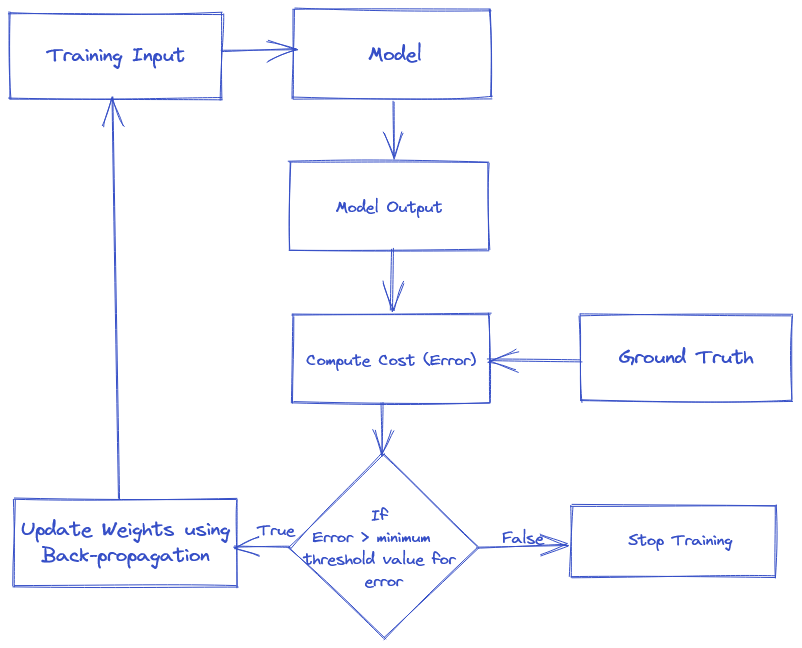 Training Input
Model
Model Output
Compute Cost (Error)
Ground Truth
If
Error > minimum
threshold value for
error
True
False
Update Weights using
Back-propagation
Stop Training